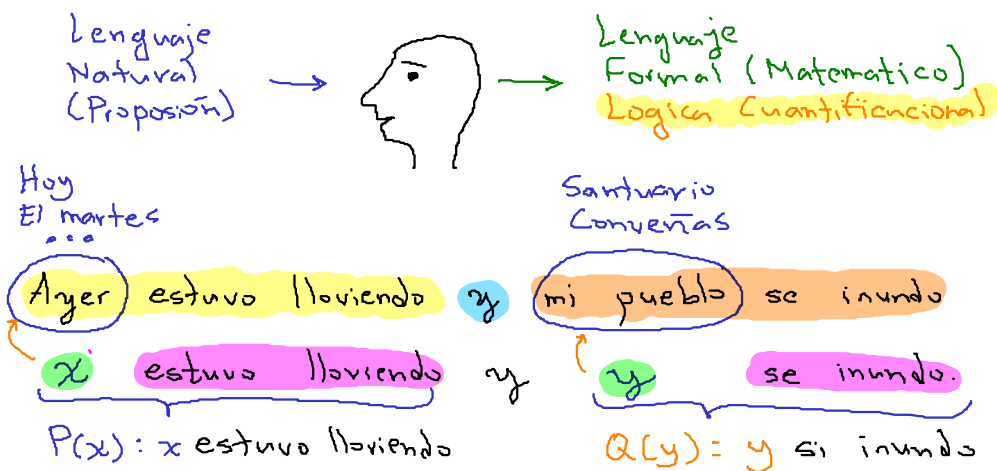 Lenguaje
Natural
(Proposión)
Lenguaje
Formal (Matematico)
Logica Cuantificacional
Hoy
El martes
...
Santuario
Conveñas
Ayer estuvo lloviendo y mi pueblo se inundo
x estuvo lloviendo y y se inundo.
P(x): x estuvo lloviendo
Q(y): y si inundo